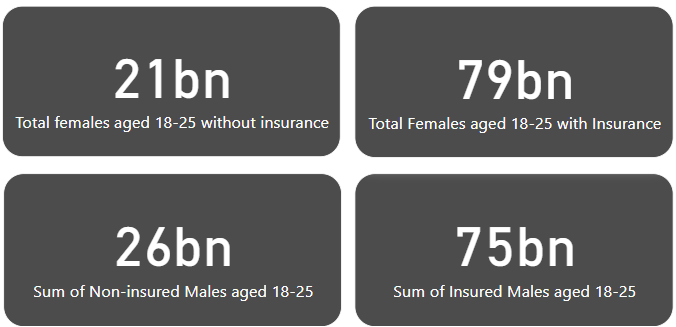 21bn
Total females aged 18-25 without insurance
79bn
Total Females aged 18-25 with Insurance
26bn
Sum of Non-insured Males aged 18-25
75bn
Sum of Insured Males aged 18-25